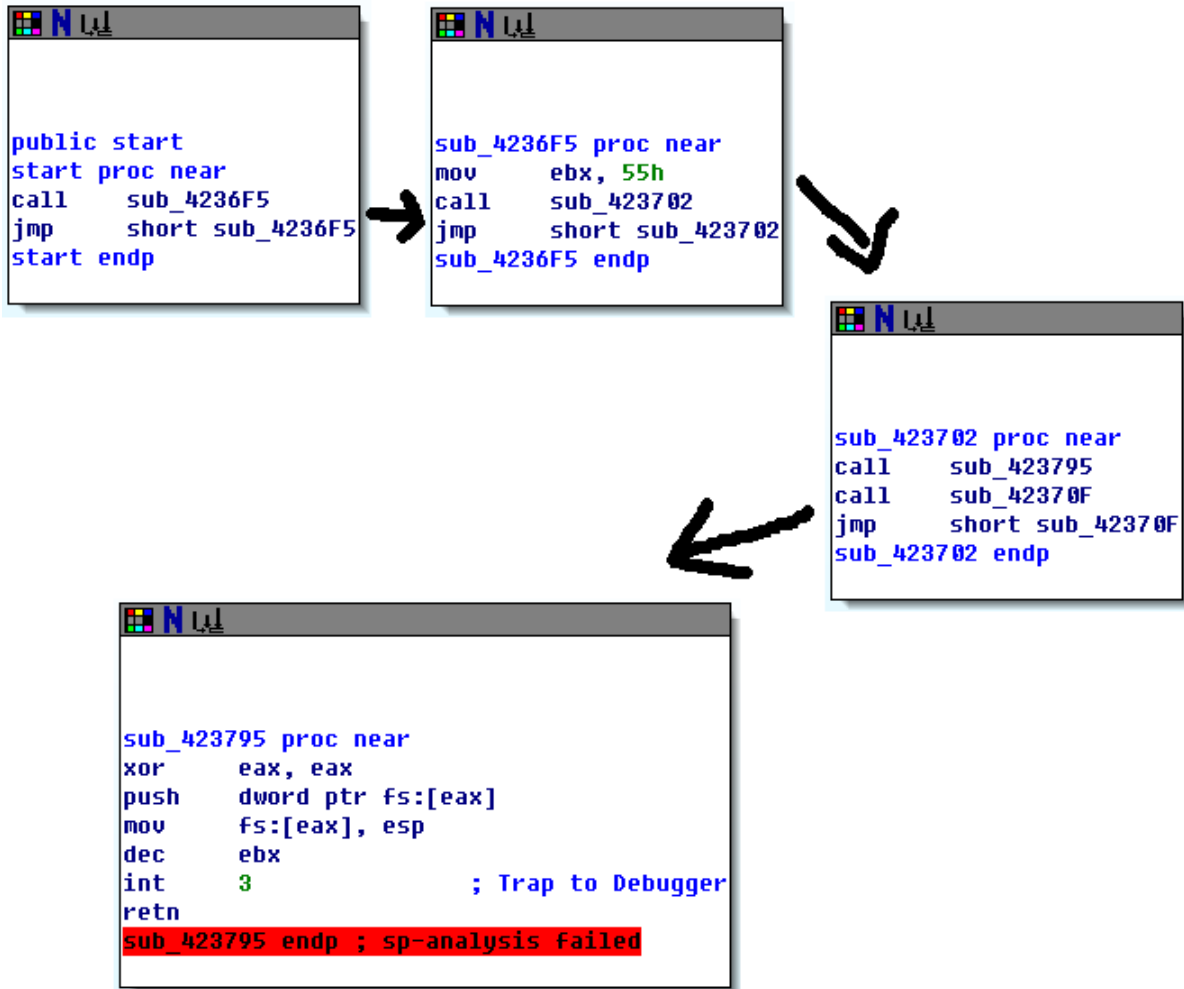 public start
start proc near
call sub_4236F5
jmp short sub_4236F5
start endp
sub_4236F5 proc near
mov ebx, 55h
call sub_423702
jmp short sub_423702
sub_4236F5 endp
sub_423702 proc near
call sub_423795
call sub_42370F
jmp short sub_42370F
sub_423702 endp
sub_423795 proc near
xor eax, eax
push dword ptr fs:[eax]
mov fs:[eax], esp
dec ebx
int 3 ; Trap to Debugger
retn
sub_423795 endp ; sp-analysis failed